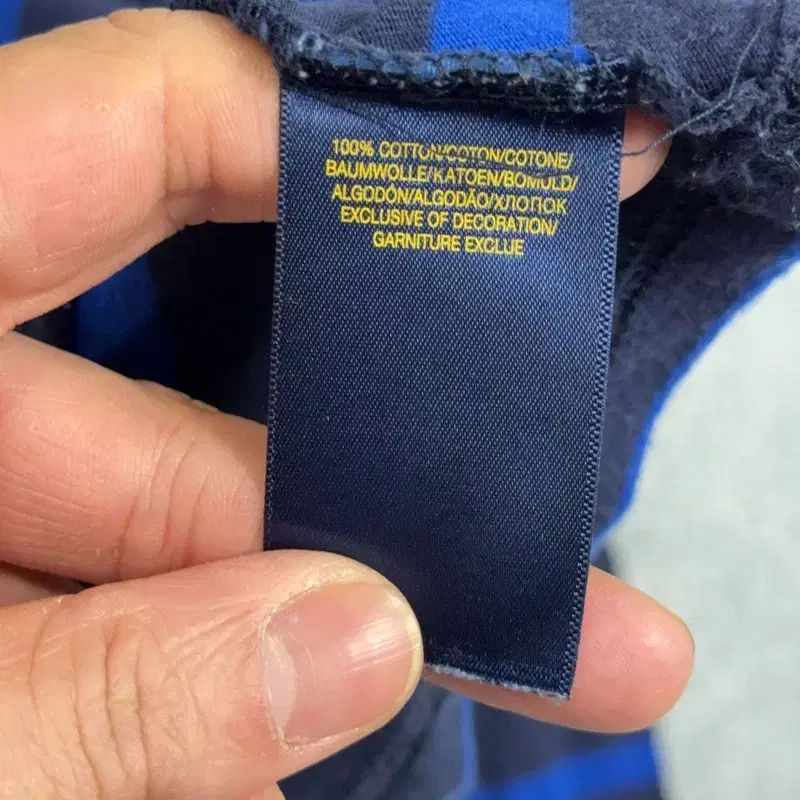 100% COTTON/COTON/COTONE/
BAUMWOLLE/KATOEN/BOMULD/
ALGODÓN/ALGODÃO/ХЛОПОК
EXCLUSIVE OF DECORATION/
GARNITURE EXCLUE